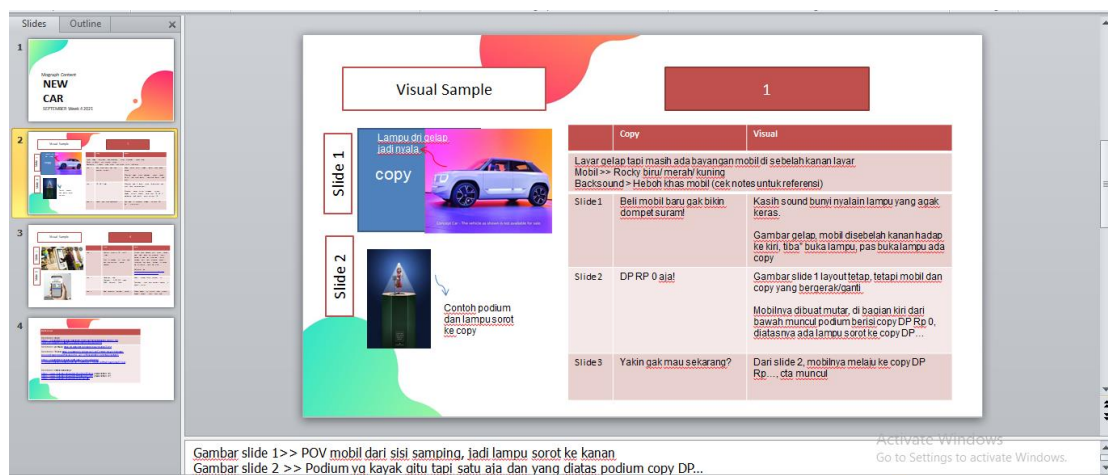 Slides Outline
1
Mograph Content
NEW
CAR
SEPTEMBER Week 4 2021
2
3
4
Visual Sample
1
Slide 1
Lampu dri gelap
jadi nyala
copy
Slide 2
Contoh podium
dan lampu sorot
ke copy
Copy Visual
Layar gelap tapi masih ada bayangan mobil di sebelah kanan layar
Mobil >> Rocky biru/ merah/ kuning
Backsound > Heboh khas mobil (cek notes untuk referensi)
Slide1
Beli mobil baru gak bikin
dompet suram!
Kasih sound bunyi nyalain lampu yang agak
keras.
Gambar gelap, mobil disebelah kanan hadap
ke kiri, tiba" buka lampu, pas buka lampu ada
copy
Slide2
DP RP 0 aja!
Gambar slide 1 layout tetap, tetapi mobil dan
copy yang bergerak/ganti
Mobilnya dibuat mutar, di bagian kiri dari
bawah muncul podium berisi copy DP Rp 0,
diatasnya ada lampu sorot ke copy DP…
Slide3
Yakin gak mau sekarang?
Dari slide 2, mobilnya melaju ke copy DP
Rp…, cta muncul
Gambar slide 1>> POV mobil dari sisi samping, jadi lampu sorot ke kanan
Gambar slide 2 >> Podium yg kayak gitu tapi satu aja dan yang diatas podium copy DP...
Activate Windows
Go to Settings to activate Windows.